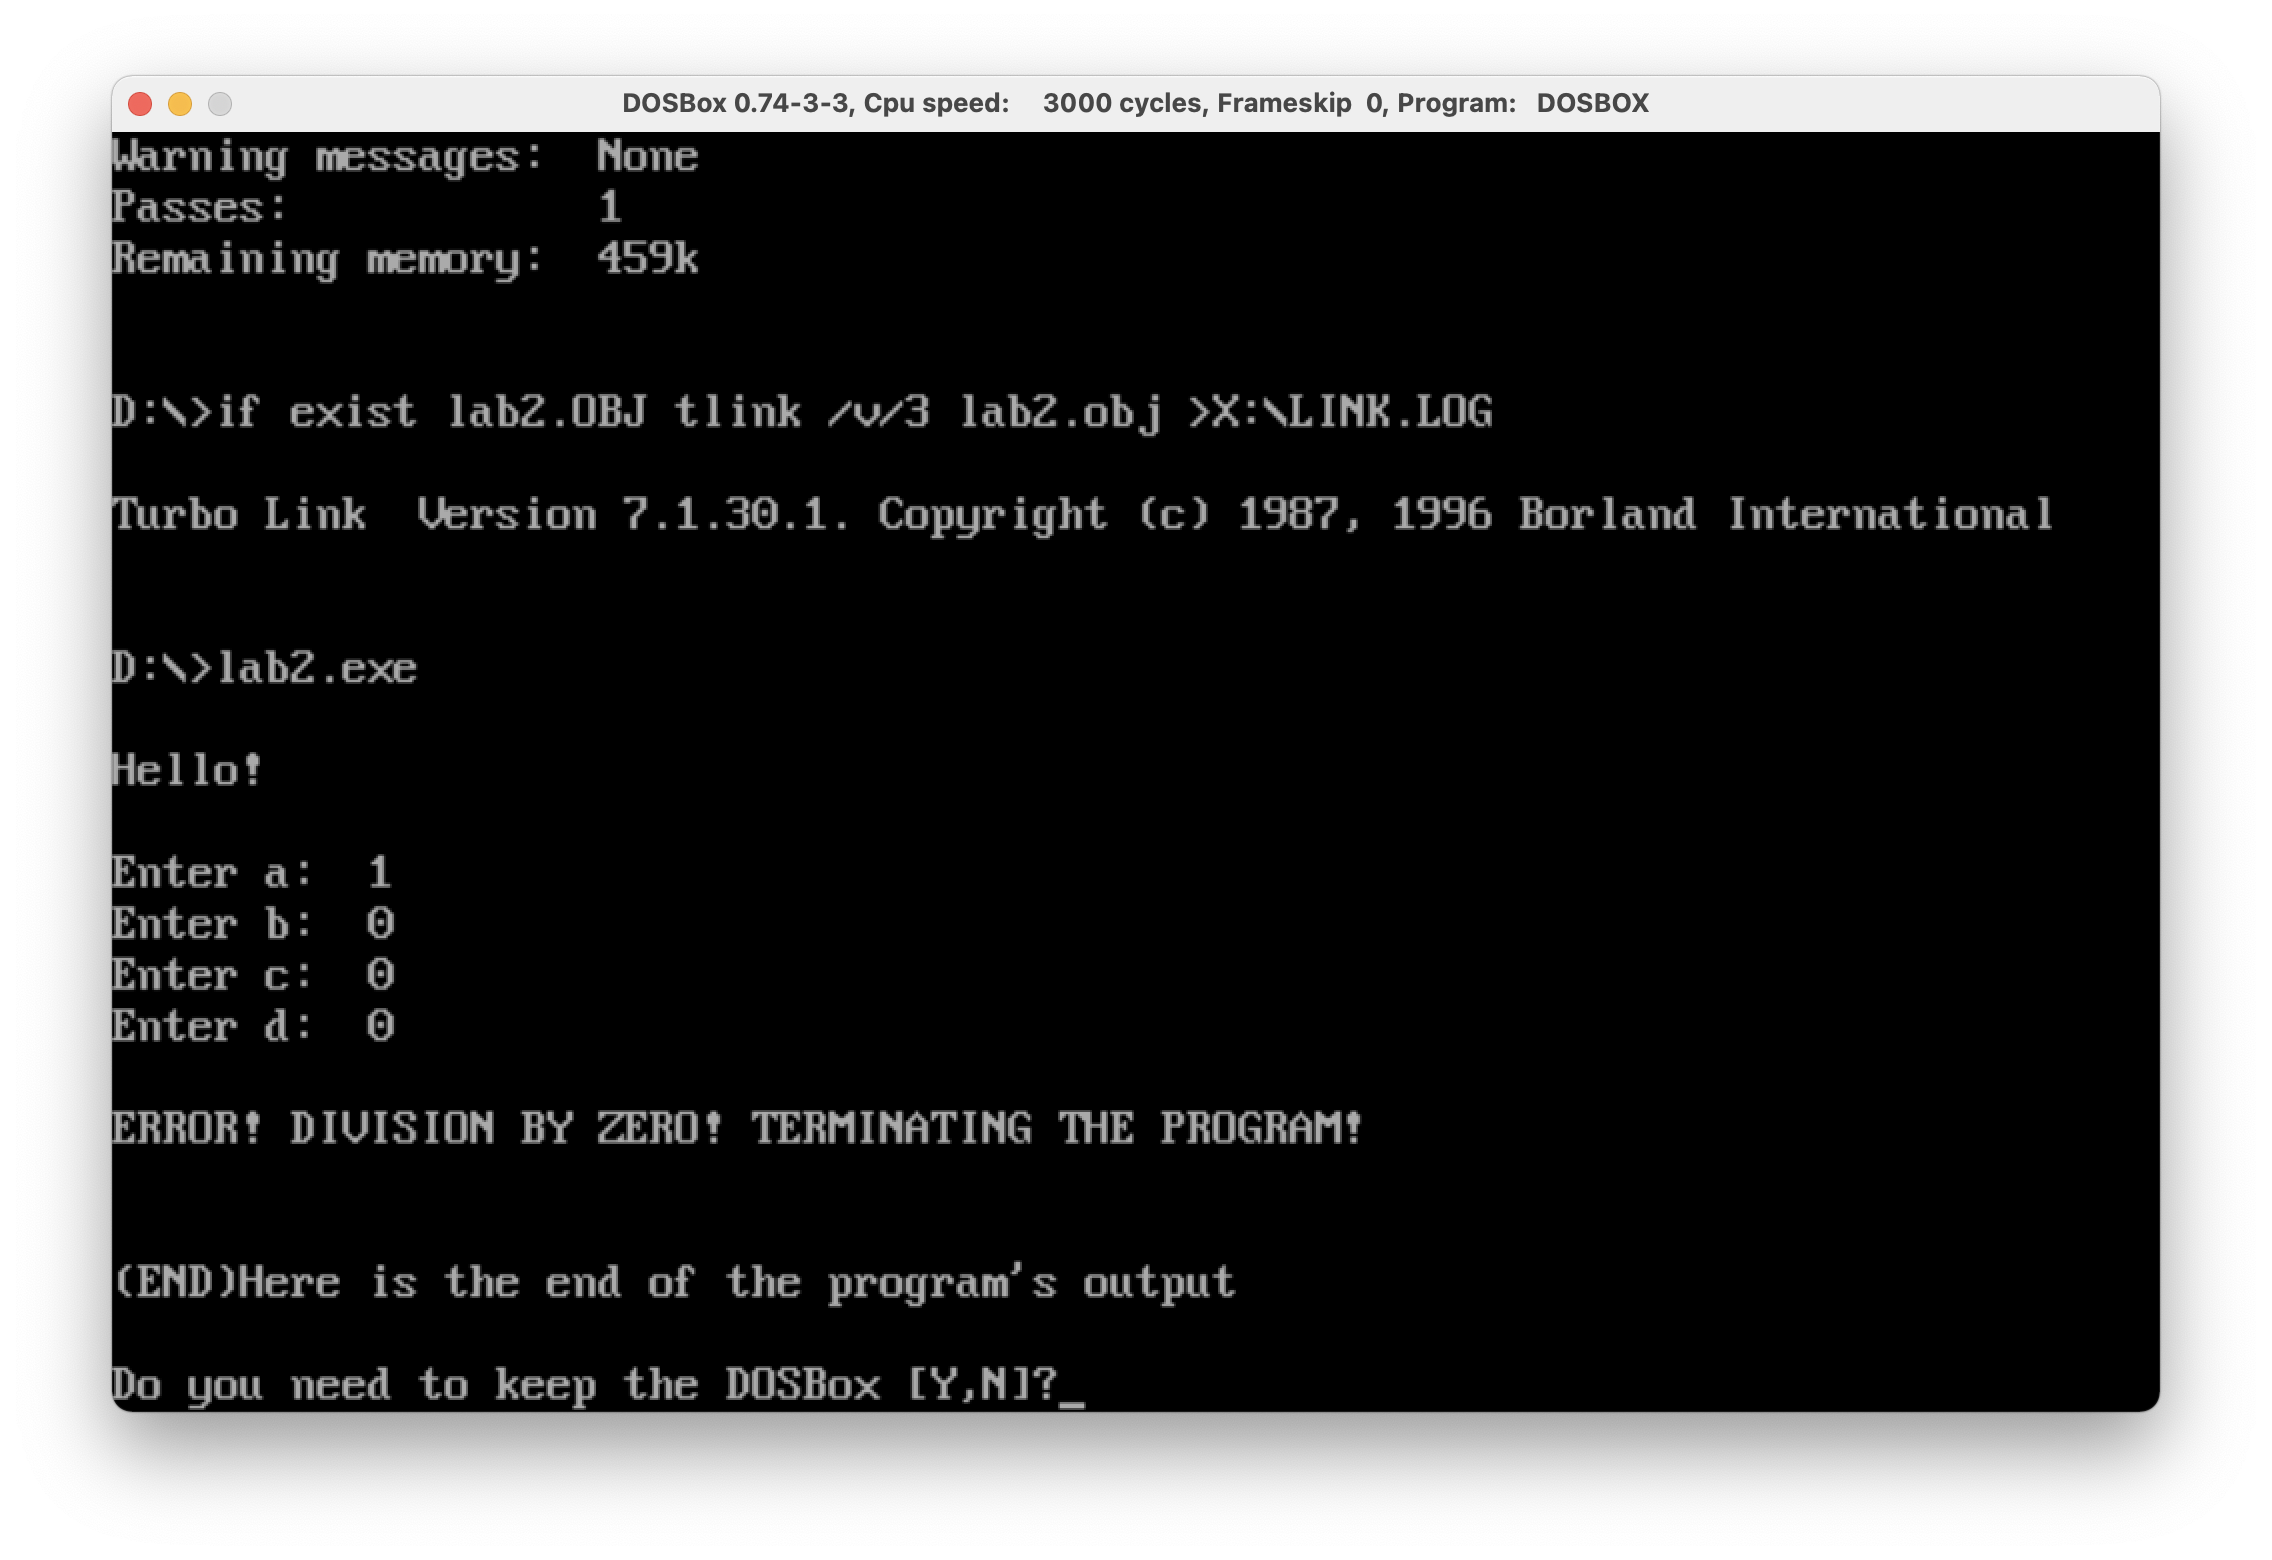 DOSBox 0.74-3-3, Cpu speed: 3000 cycles, Frameskip 0, Program: DOSBOX
Warning messages: None
Passes: 1
Remaining memory: 459k
D:\>if exist lab2.OBJ tlink /v/3 lab2.obj >X:\LINK.LOG
Turbo Link Version 7.1.30.1. Copyright (c) 1987, 1996 Borland International
D:\>lab2.exe
Hello!
Enter a: 1
Enter b: 0
Enter c: 0
Enter d: 0
ERROR! DIVISION BY ZERO! TERMINATING THE PROGRAM!
(END)Here is the end of the program's output
Do you need to keep the DOSBox [Y,N]?_